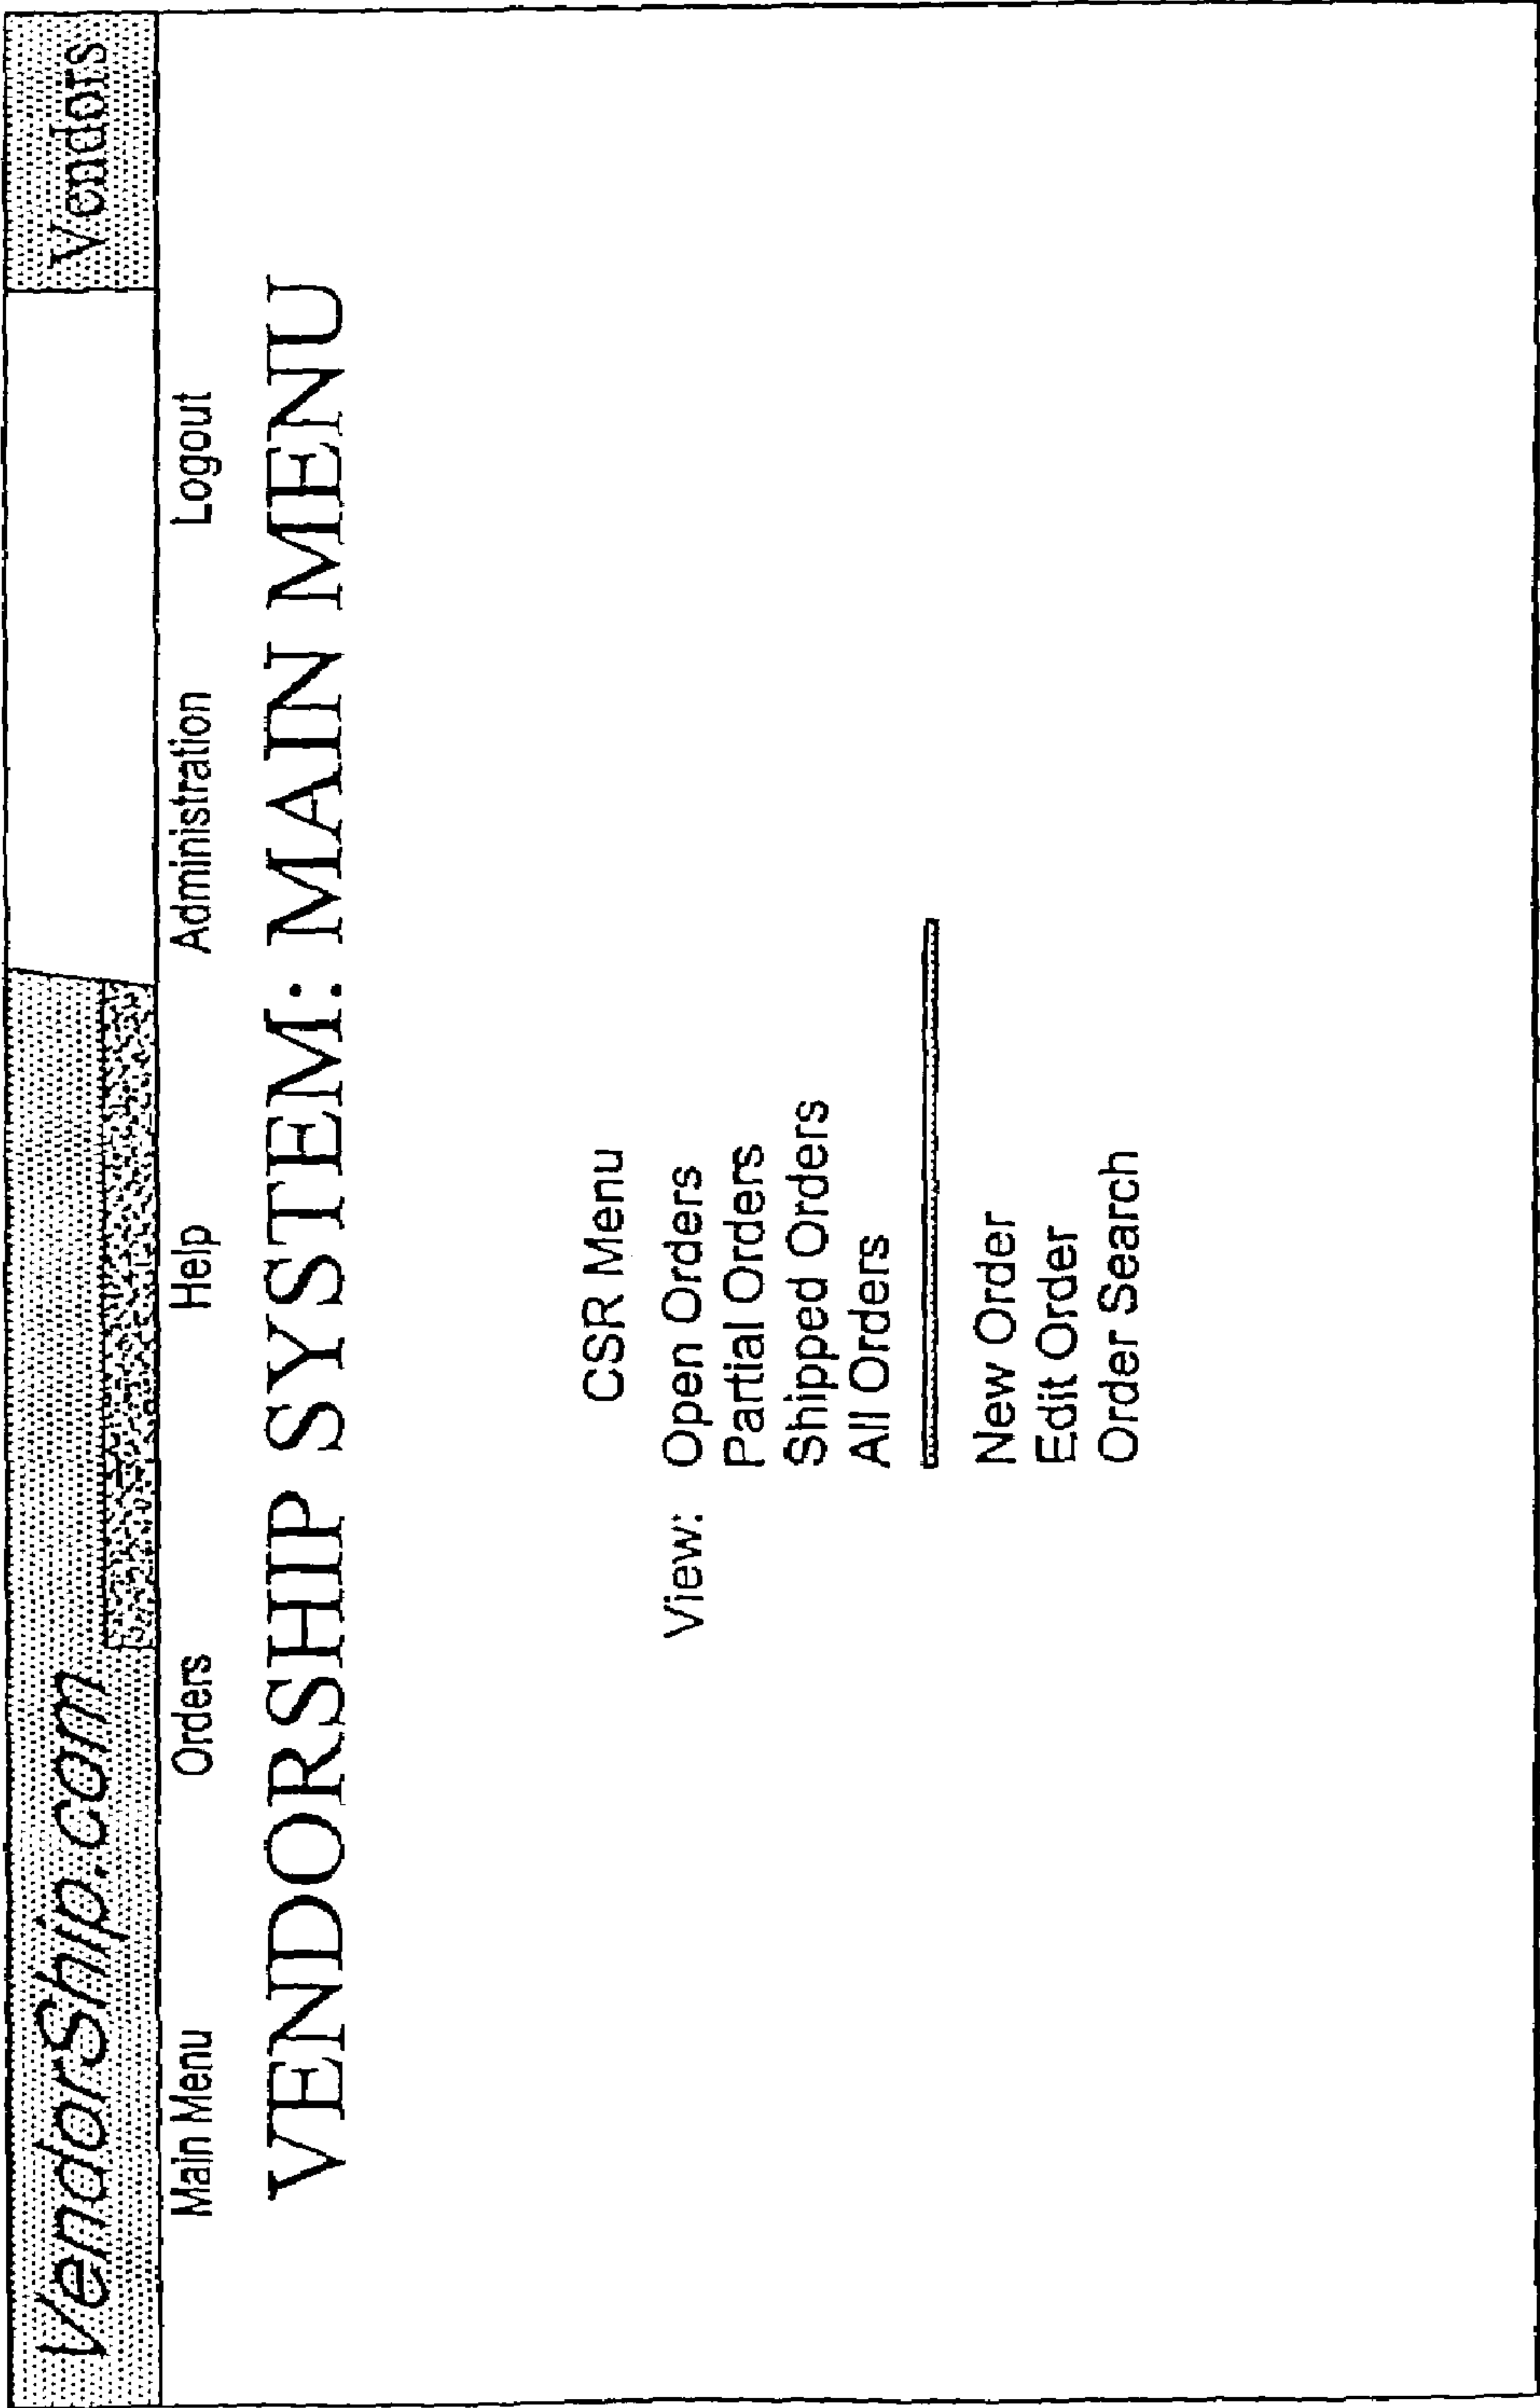 VendorShip.com Vendors
Main Menu Orders Help Administration Logout
VENDORSHIP SYSTEM: MAIN MENU
CSR Menu
View: Open Orders
Partial Orders
Shipped Orders
All Orders
New Order
Edit Order
Order Search